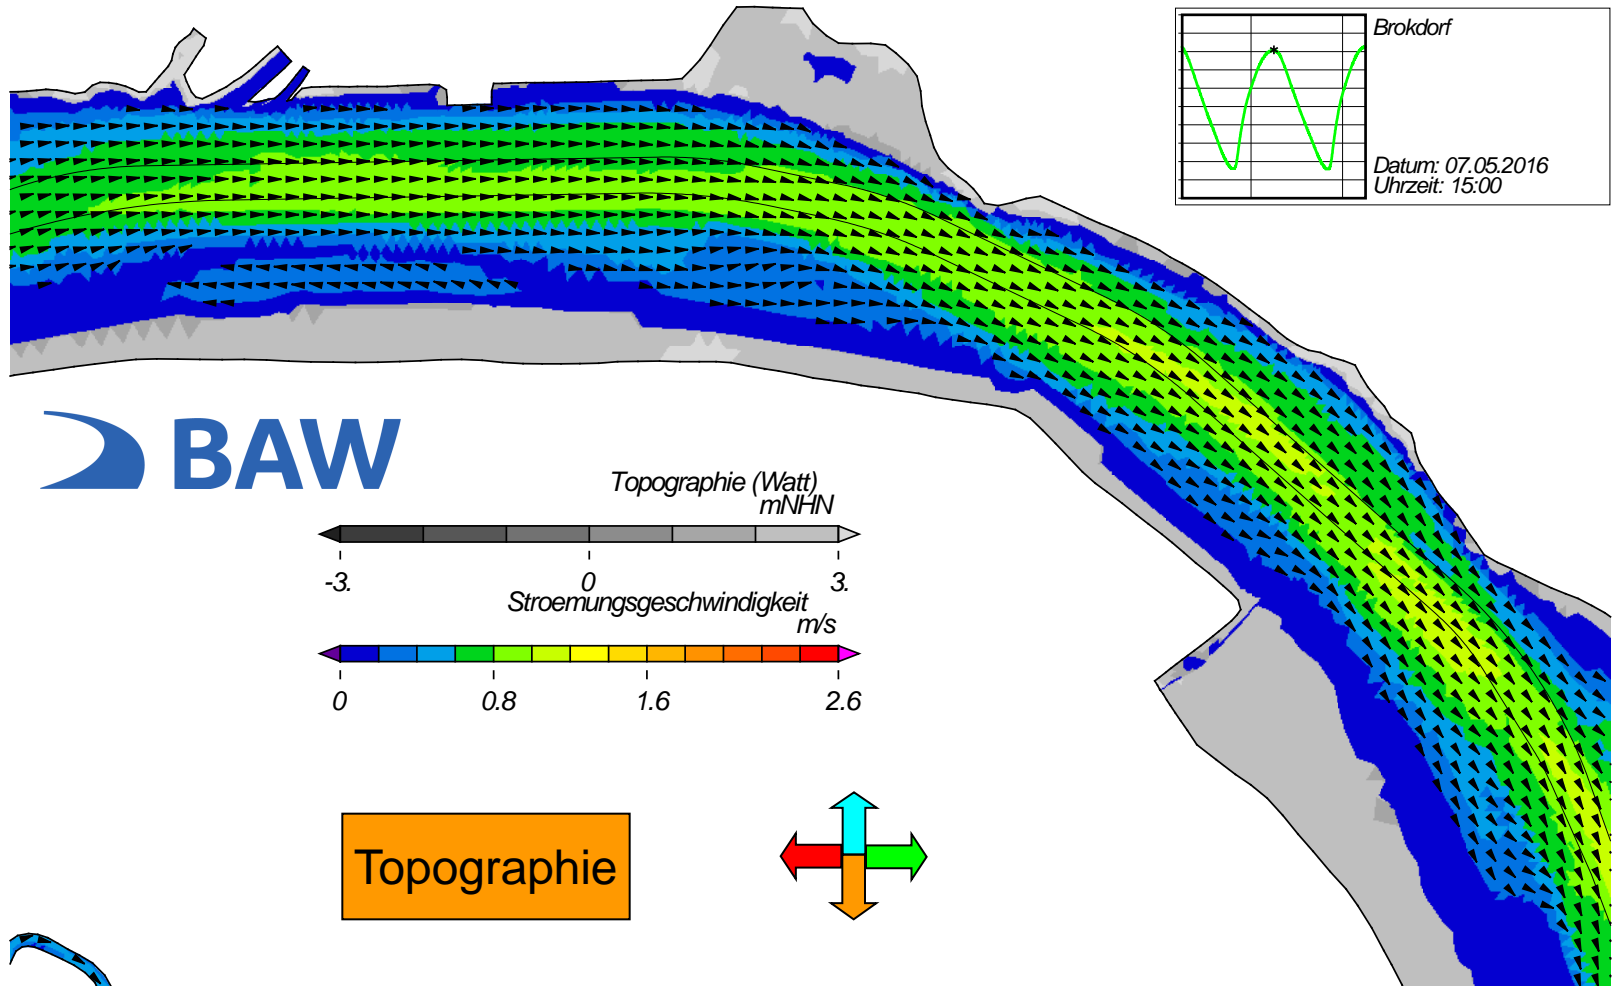 Brokdorf
Datum: 07.05.2016
Uhrzeit: 15:00
BAW
Topographie (Watt)
mNHN
-3. 0 3.
Stroemungsgeschwindigkeit
m/s
0 0.8 1.6 2.6
Topographie